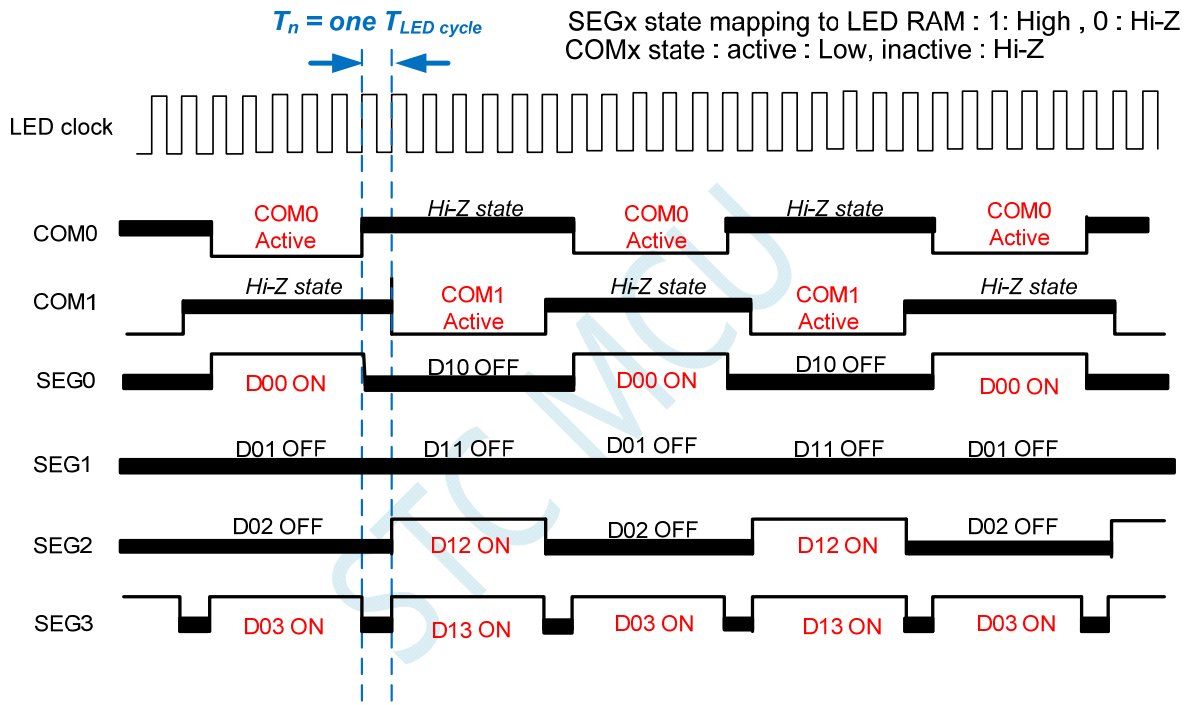 Tn = one TLED cycle
SEGx state mapping to LED RAM : 1: High , 0 : Hi-Z
COMx state : active : Low, inactive : Hi-Z
LED clock
COM0
COM0 Active
Hi-Z state
COM0 Active
Hi-Z state
COM0 Active
COM1
Hi-Z state
COM1 Active
Hi-Z state
COM1 Active
Hi-Z state
SEG0
D00 ON
D10 OFF
D00 ON
D10 OFF
D00 ON
SEG1
D01 OFF
D11 OFF
D01 OFF
D11 OFF
D01 OFF
SEG2
D02 OFF
D12 ON
D02 OFF
D12 ON
D02 OFF
SEG3
D03 ON
D13 ON
D03 ON
D13 ON
D03 ON
STC MCU